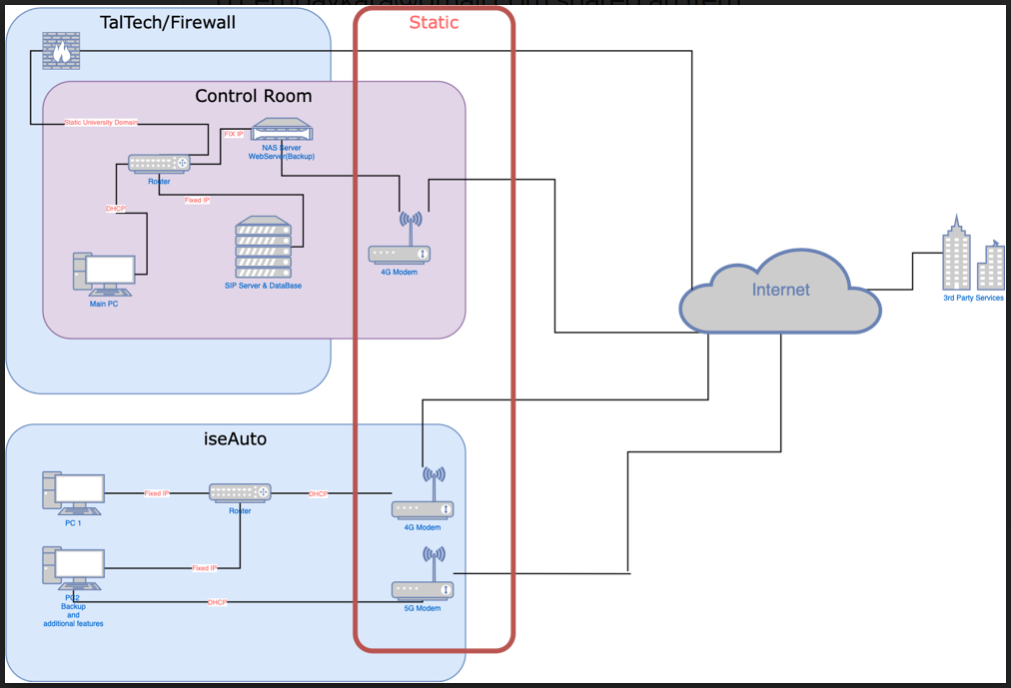 TalTech/Firewall
Static
Control Room
Static University Domain
FIX IP
NAS Server
WebServer(Backup)
Router
Fixed IP
DHCP
4G Modem
SIP Server & DataBase
Main PC
Internet
3rd Party Services
iseAuto
Fixed IP
DHCP
Router
PC 1
4G Modem
Fixed IP
PC2
Backup
and
additional features
DHCP
5G Modem